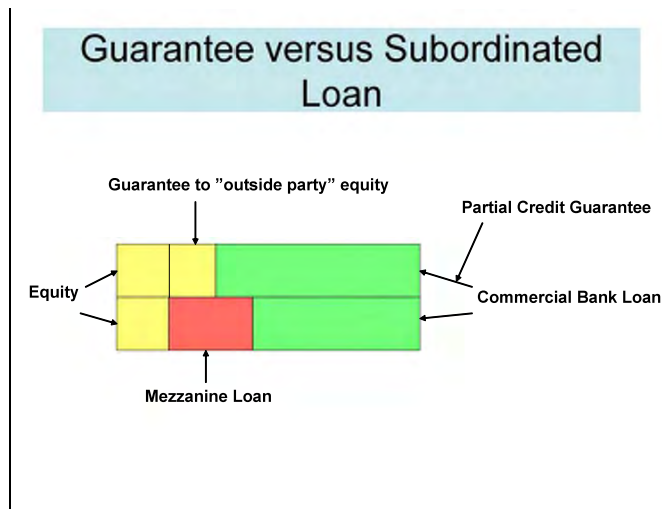 Guarantee versus Subordinated
Loan
Guarantee to ”outside party” equity
Partial Credit Guarantee
Equity
Commercial Bank Loan
Mezzanine Loan